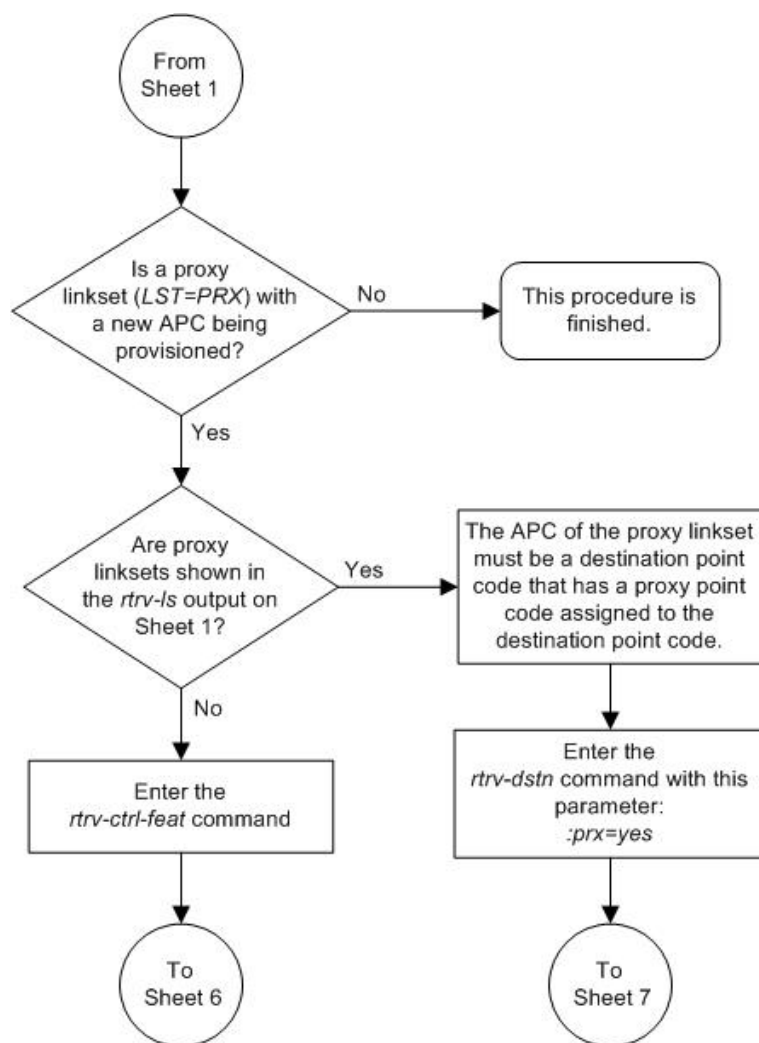 From
Sheet 1
Is a proxy
linkset (LST=PRX) with
a new APC being
provisioned?
No
This procedure is
finished.
Yes
Are proxy
linksets shown in
the rtrv-ls output on
Sheet 1?
Yes
The APC of the proxy linkset
must be a destination point
code that has a proxy point
code assigned to the
destination point code.
No
Enter the
rtrv-ctrl-feat command
Enter the
rtrv-dstn command with this
parameter:
:prx=yes
To
Sheet 6
To
Sheet 7